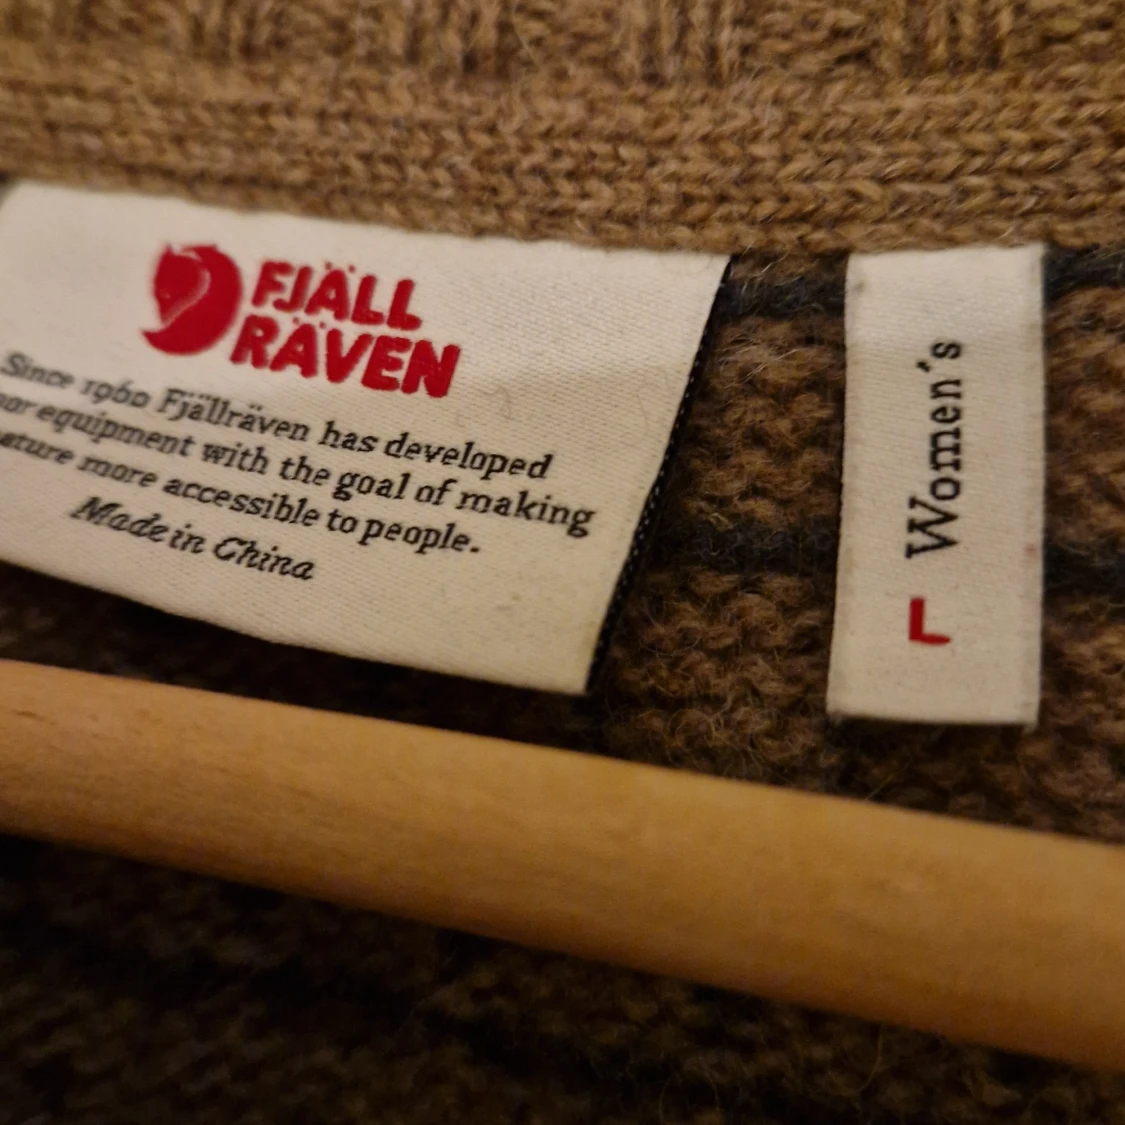 FJÄLL
RÄVEN
Since 1960 Fjällräven has developed
equipment with the goal of making
more accessible to people.
Made in China
Women's
L